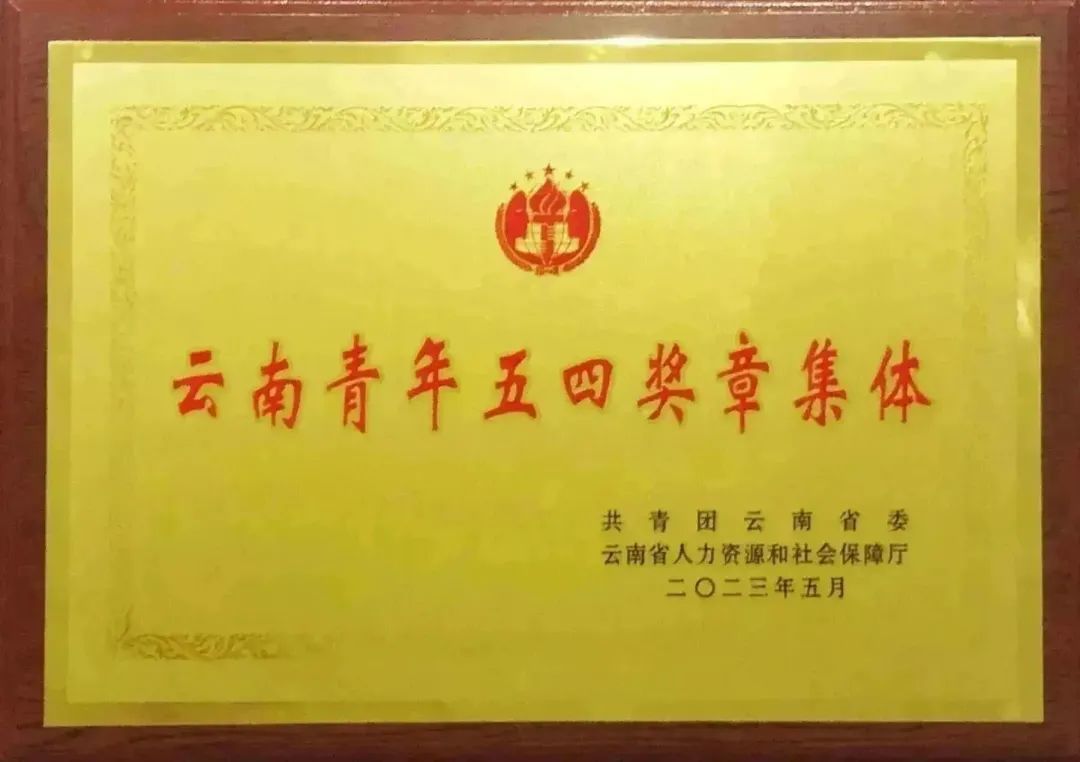 云南青年五四奖章集体
共青团云南省委
云南省人力资源和社会保障厅
二〇二三年五月